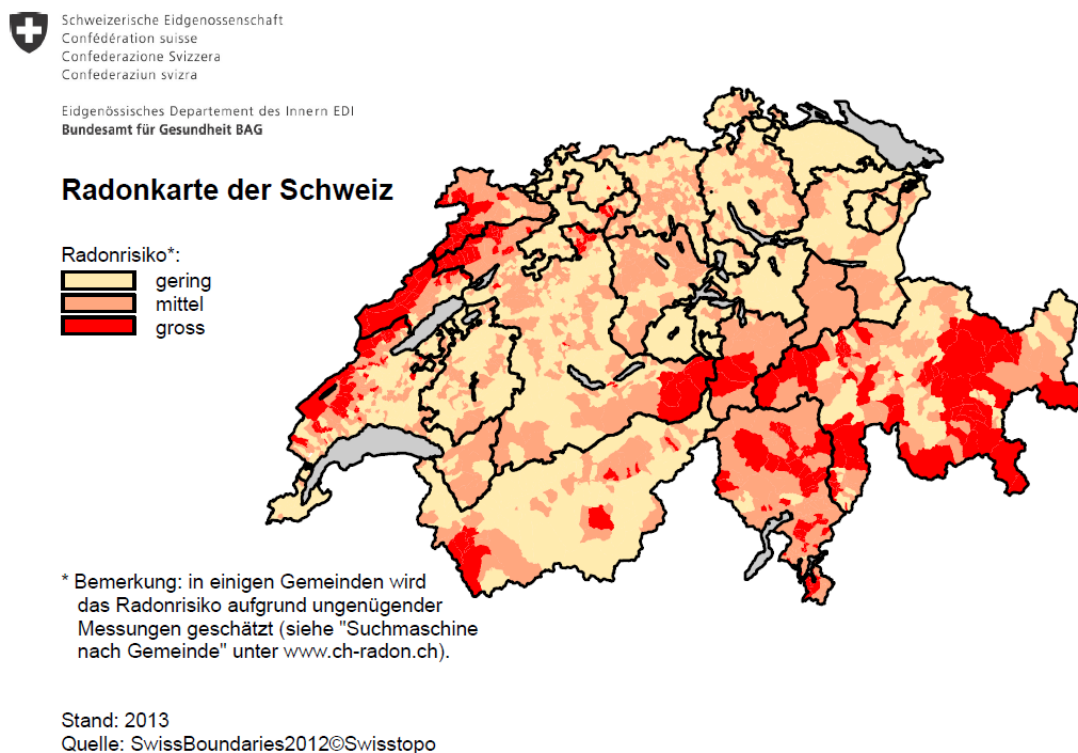 Schweizerische Eidgenossenschaft
Confédération suisse
Confederazione Svizzera
Confederaziun svizra
Eidgenössisches Departement des Innern EDI
Bundesamt für Gesundheit BAG
Radonkarte der Schweiz
Radonrisiko*:
gering
mittel
gross
* Bemerkung: in einigen Gemeinden wird
das Radonrisiko aufgrund ungenügender
Messungen geschätzt (siehe "Suchmaschine
nach Gemeinde" unter www.ch-radon.ch).
Stand: 2013
Quelle: SwissBoundaries2012©Swisstopo